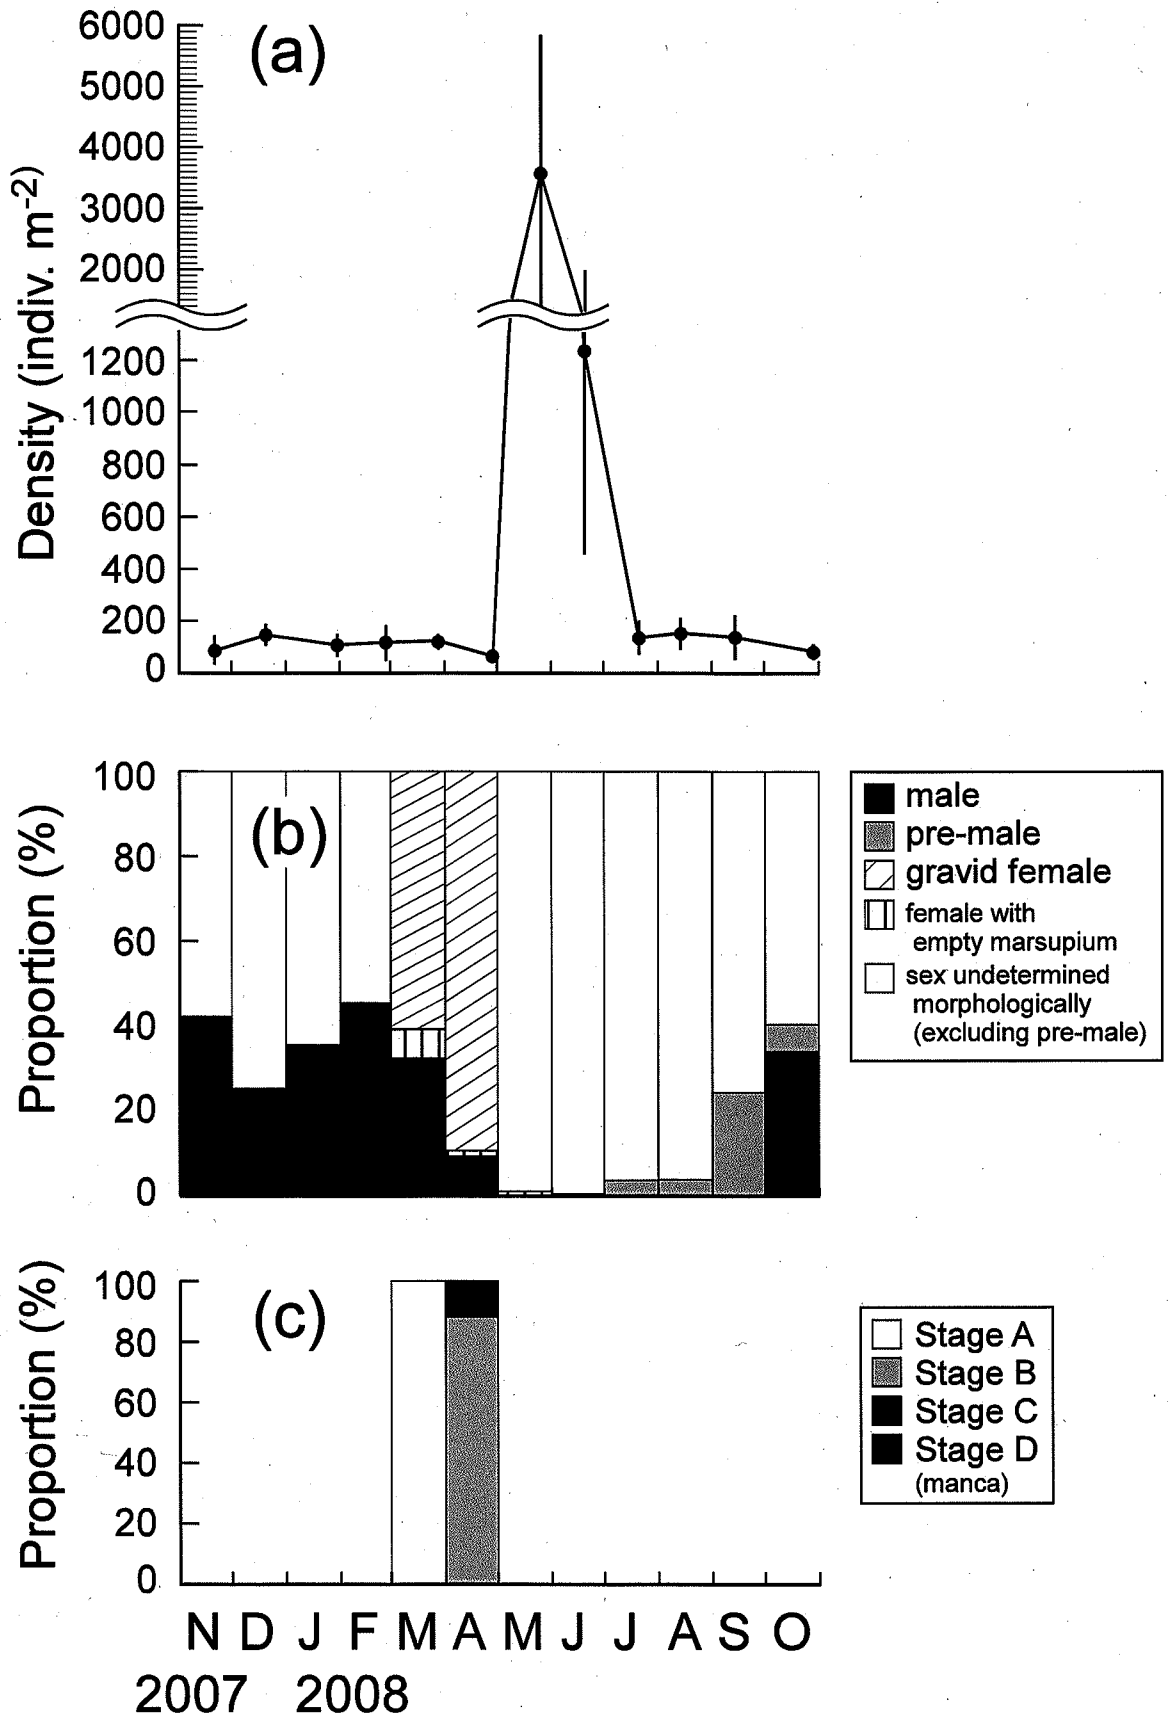 (a)
6000
5000
4000
3000
2000
1200
1000
800
600
400
200
0
Density (indiv. m-2)
(b)
100
80
60
40
20
0
Proportion (%)
male
pre-male
gravid female
female with
empty marsupium
sex undetermined
morphologically
(excluding pre-male)
(c)
100
80
60
40
20
0
Proportion (%)
Stage A
Stage B
Stage C
Stage D
(manca)
N D J F M A M J J A S O
2007 2008